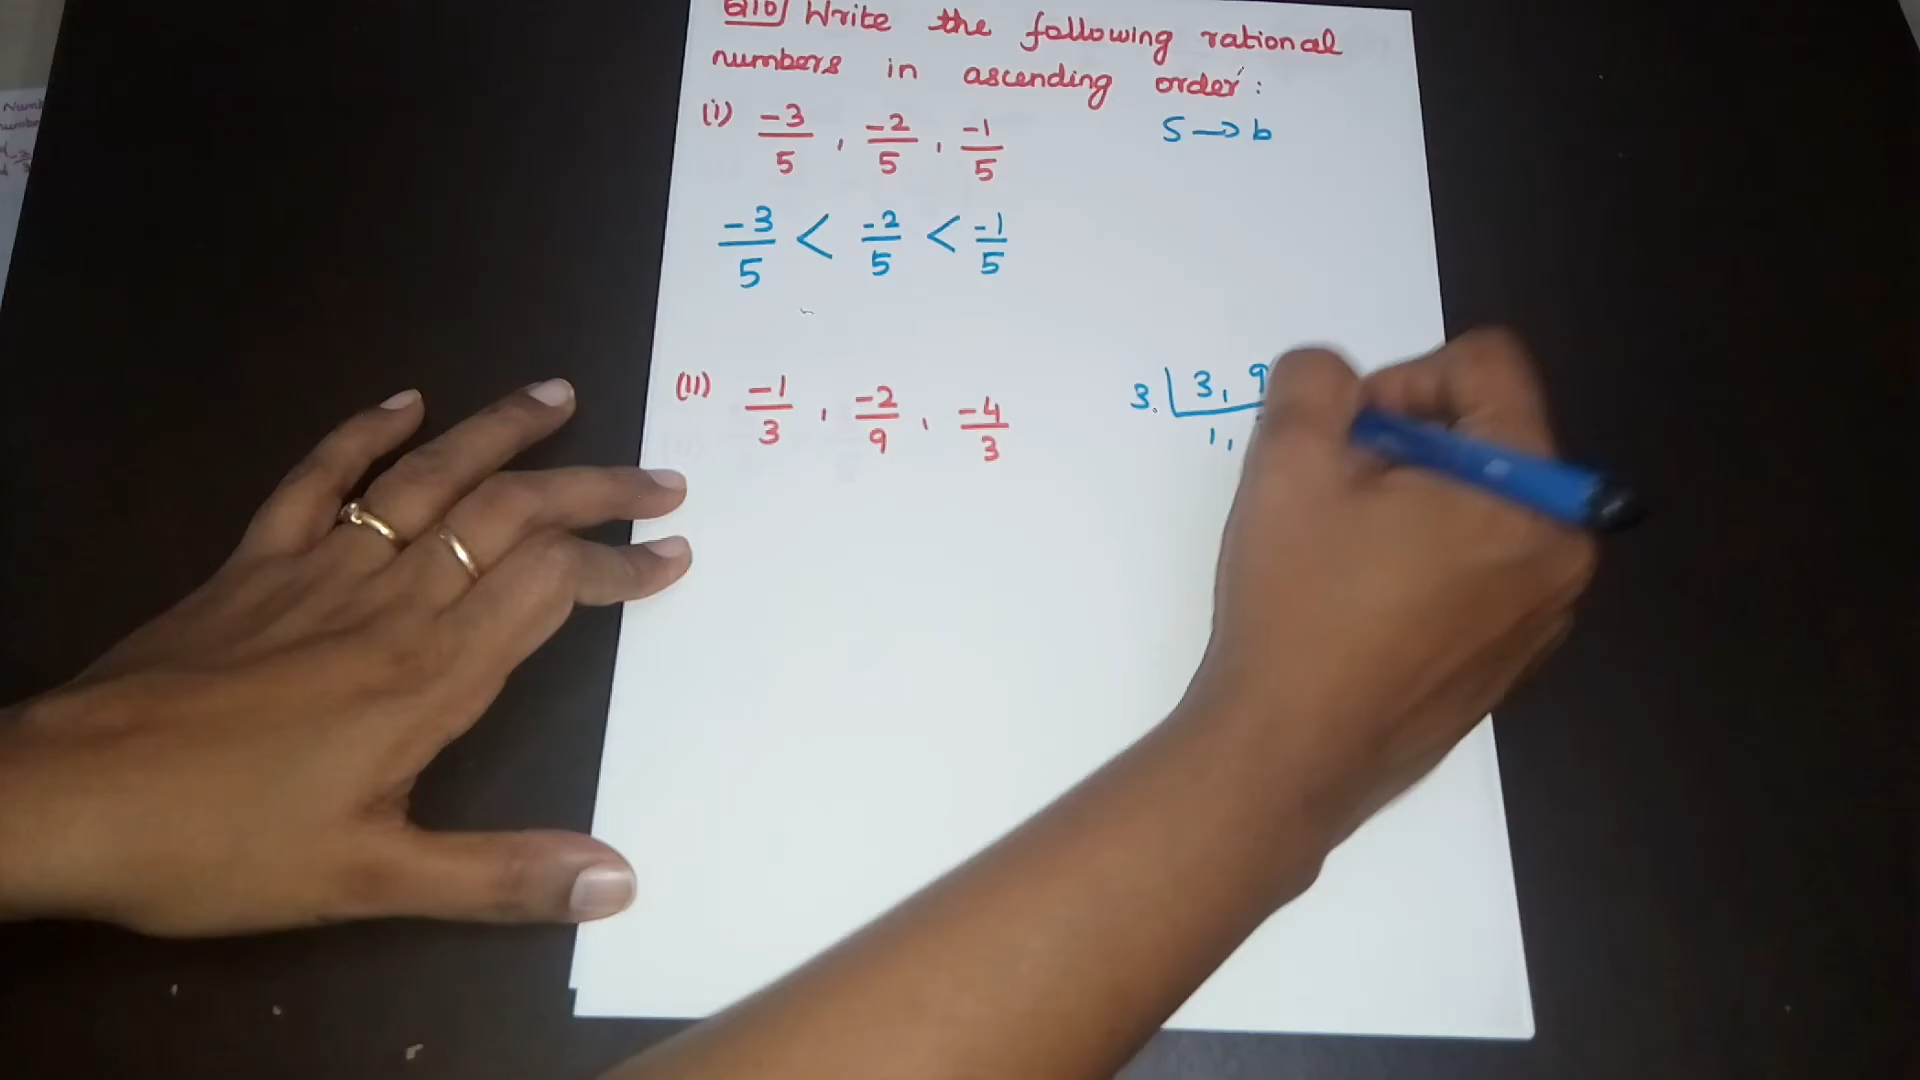 Q10) Write the following rational
numbers in ascending order:
(i) -3/5, -2/5, -1/5
S → b
-3/5 < -2/5 < -1/5
(ii) -1/3, -2/9, -4/3
3 | 3, 9
1,